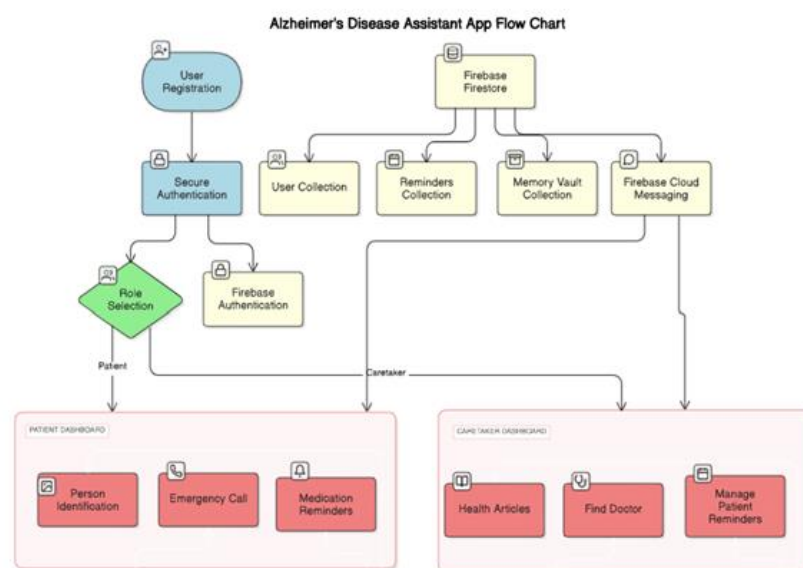 Alzheimer's Disease Assistant App Flow Chart
User
Registration
Firebase
Firestore
Secure
Authentication
User Collection
Reminders
Collection
Memory Vault
Collection
Firebase Cloud
Messaging
Role
Selection
Firebase
Authentication
Patient
Caretaker
PATIENT DASHBOARD
CARETAKER DASHBOARD
Person
Identification
Emergency Call
Medication
Reminders
Health Articles
Find Doctor
Manage
Patient
Reminders